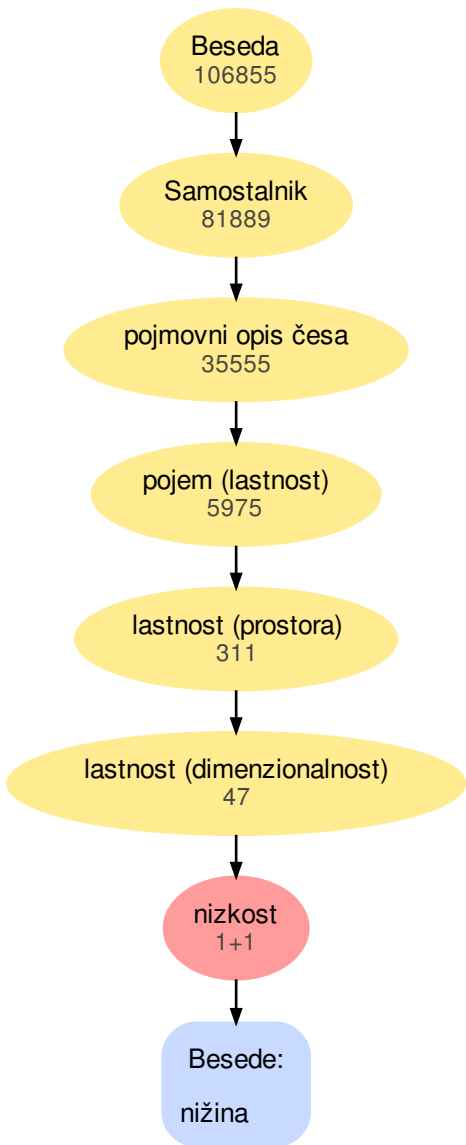 Beseda
106855
Samostalnik
81889
pojmovni opis česa
35555
pojem (lastnost)
5975
lastnost (prostora)
311
lastnost (dimenzionalnost)
47
nizkost
1+1
Besede:
nižina